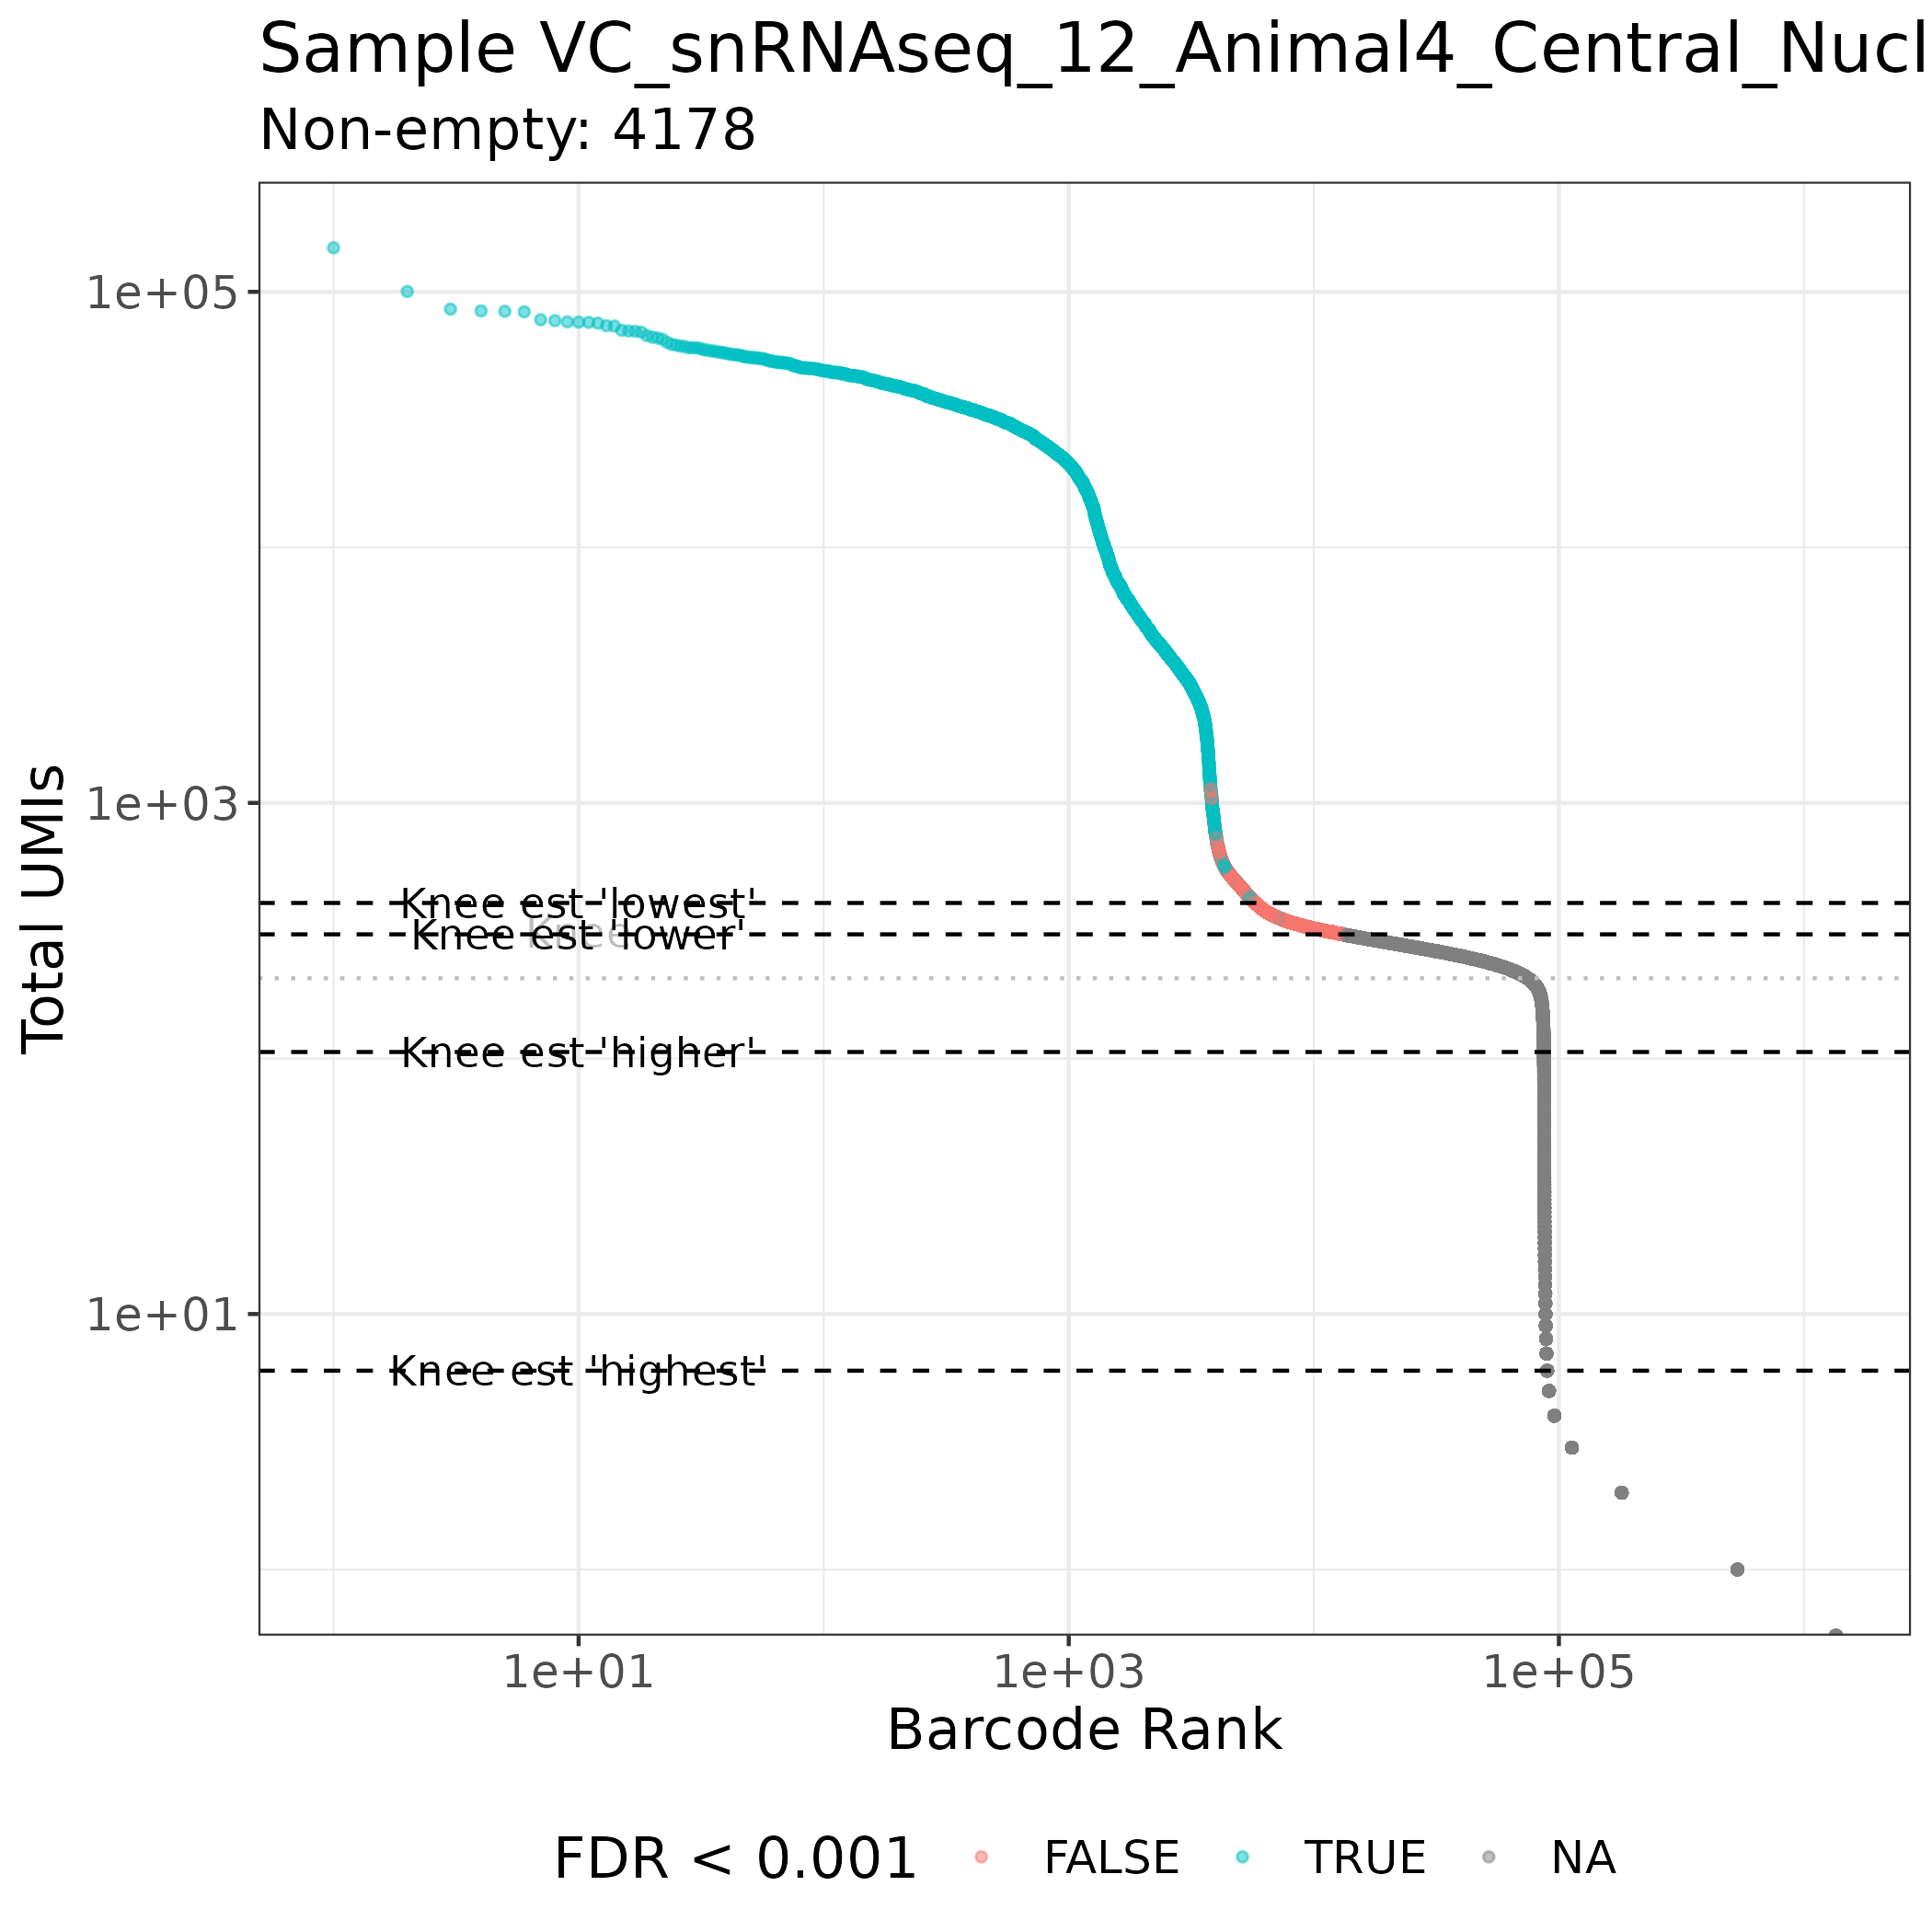 Sample VC_snRNAseq_12_Animal4_Central_Nucl
Non-empty: 4178
Total UMIs
1e+05
1e+03
1e+01
Knee est 'lowest'
Knee
Knee est 'lower'
Knee est 'higher'
Knee est 'highest'
1e+01 1e+03 1e+05
Barcode Rank
FDR < 0.001 FALSE TRUE NA